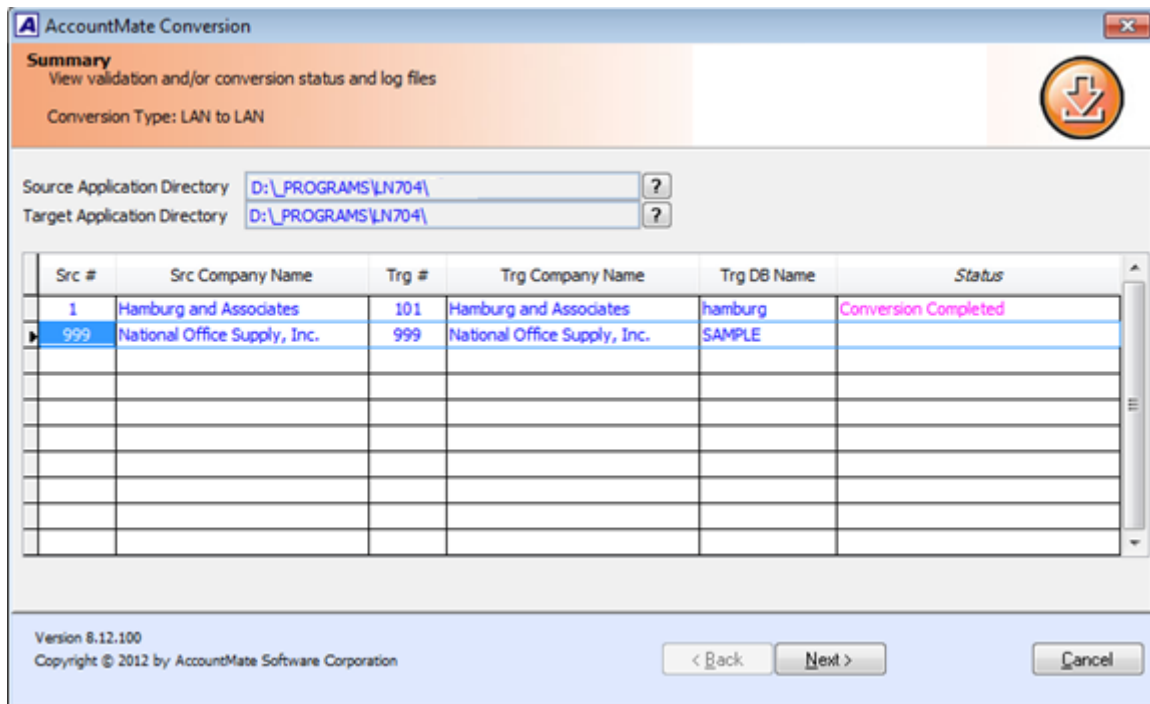 AccountMate Conversion
Summary
View validation and/or conversion status and log files
Conversion Type: LAN to LAN
Source Application Directory D:\_PROGRAMS\LN704\ ?
Target Application Directory D:\_PROGRAMS\LN704\ ?
Src # Src Company Name Trg # Trg Company Name Trg DB Name Status
1 Hamburg and Associates 101 Hamburg and Associates hamburg Conversion Completed
999 National Office Supply, Inc. 999 National Office Supply, Inc. SAMPLE
Version 8.12.100
Copyright © 2012 by AccountMate Software Corporation
< Back Next > Cancel